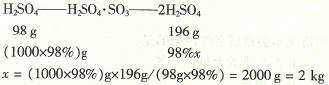 H₂SO₄——H₂SO₄·SO₃——2H₂SO₄
98 g 196 g
(1000×98%)g 98%x
x = (1000×98%)g×196g/(98g×98%) = 2000 g = 2 kg